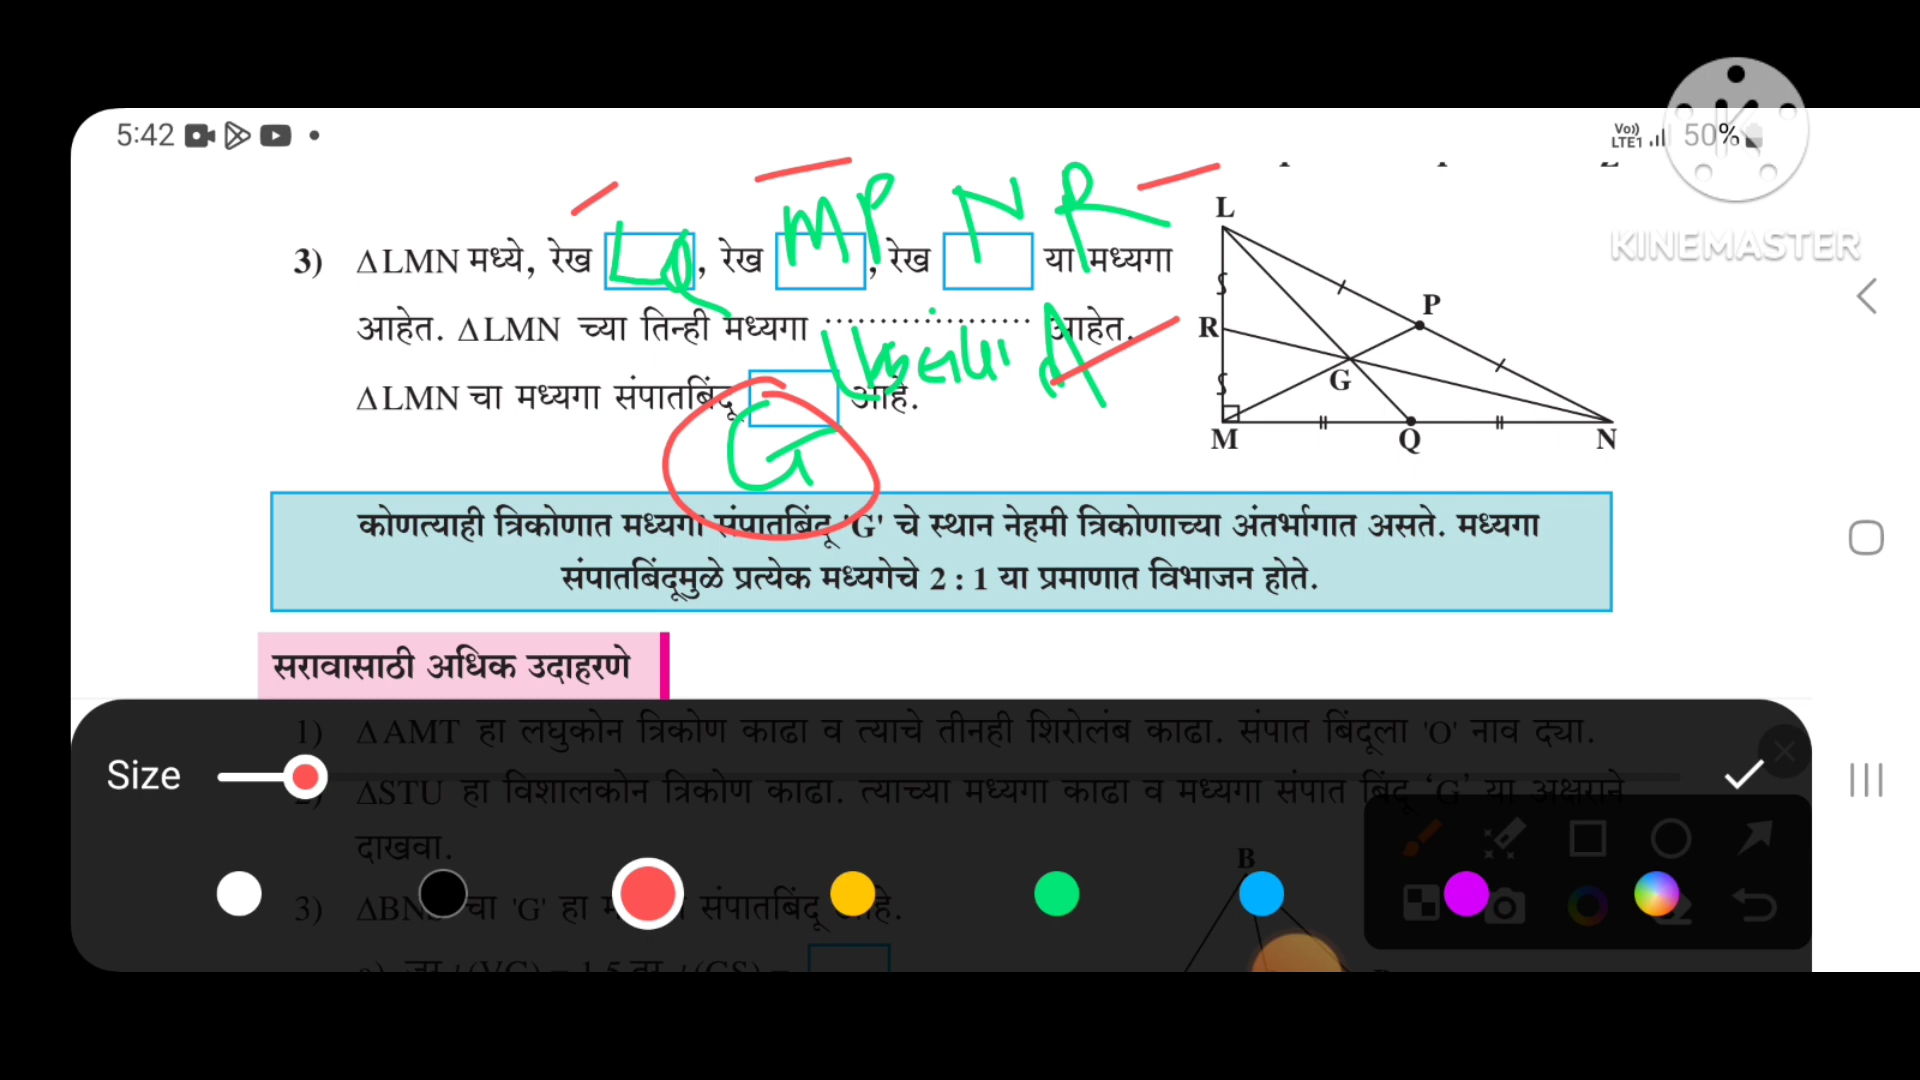 5:42
Vo)) LTE1 50%
KINEMASTER
LQ MP NR
3) ΔLMN मध्ये, रेख , रेख , रेख या मध्यगा
आहेत. ΔLMN च्या तिन्ही मध्यगा .................... आहेत.
ΔLMN चा मध्यगा संपातबिंदू आहे.
G
L
P
R
G
M Q N
कोणत्याही त्रिकोणात मध्यगा संपातबिंदू 'G' चे स्थान नेहमी त्रिकोणाच्या अंतर्भागात असते. मध्यगा
संपातबिंदूमुळे प्रत्येक मध्यगेचे 2 : 1 या प्रमाणात विभाजन होते.
सरावासाठी अधिक उदाहरणे
1) ΔAMT हा लघुकोन त्रिकोण काढा व त्याचे तीनही शिरोलंब काढा. संपात बिंदूला 'O' नाव द्या.
Size
2) ΔSTU हा विशालकोन त्रिकोण काढा. त्याच्या मध्यगा काढा व मध्यगा संपात बिंदू ‘G’ या अक्षराने
दाखवा.
B
3) चा 'G' हा संपातबिंदू